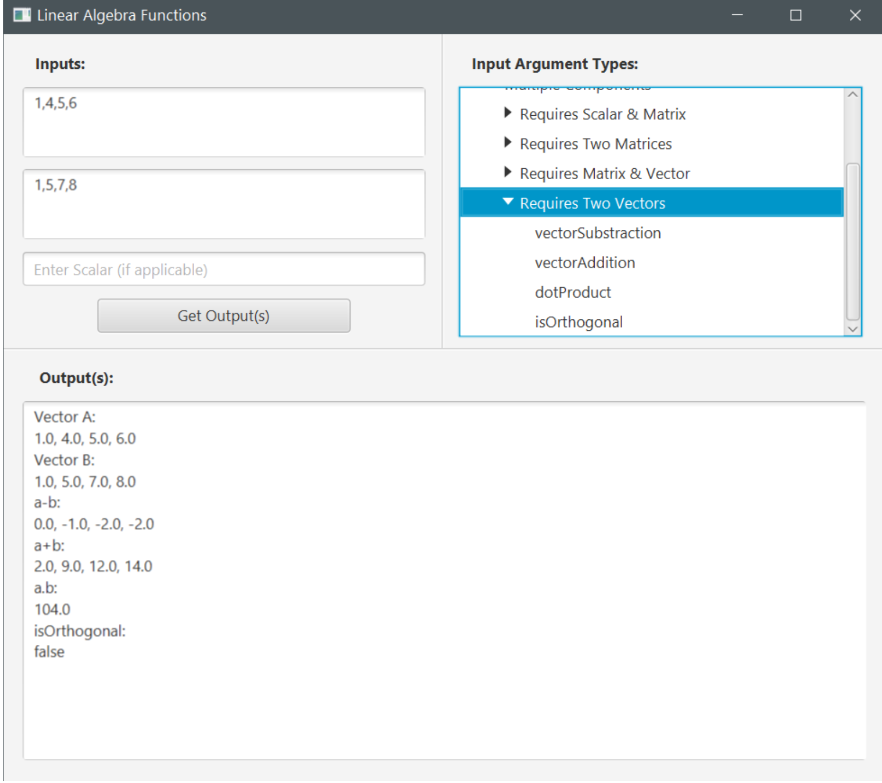 Linear Algebra Functions
Inputs:
1,4,5,6
1,5,7,8
Enter Scalar (if applicable)
Get Output(s)
Input Argument Types:
Multiple Components
Requires Scalar & Matrix
Requires Two Matrices
Requires Matrix & Vector
Requires Two Vectors
vectorSubstraction
vectorAddition
dotProduct
isOrthogonal
Output(s):
Vector A:
1.0, 4.0, 5.0, 6.0
Vector B:
1.0, 5.0, 7.0, 8.0
a-b:
0.0, -1.0, -2.0, -2.0
a+b:
2.0, 9.0, 12.0, 14.0
a.b:
104.0
isOrthogonal:
false